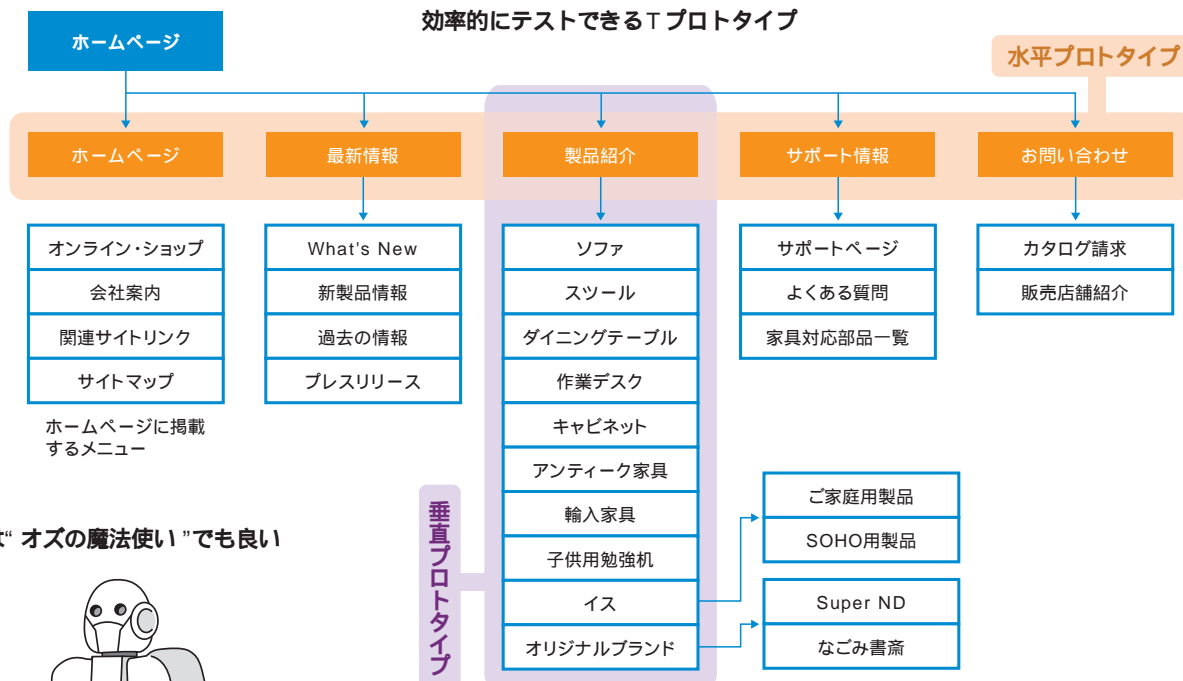 効率的にテストできるTプロトタイプ
ホームページ
水平プロトタイプ
ホームページ
最新情報
製品紹介
サポート情報
お問い合わせ
オンライン・ショップ
会社案内
関連サイトリンク
サイトマップ
ホームページに掲載
するメニュー
What's New
新製品情報
過去の情報
プレスリリース
ソファ
スツール
ダイニングテーブル
作業デスク
キャビネット
アンティーク家具
輸入家具
子供用勉強机
イス
オリジナルブランド
サポートページ
よくある質問
家具対応部品一覧
カタログ請求
販売店舗紹介
ご家庭用製品
SOHO用製品
Super ND
なごみ書斎
垂直プロトタイプ
“オズの魔法使い”でも良い